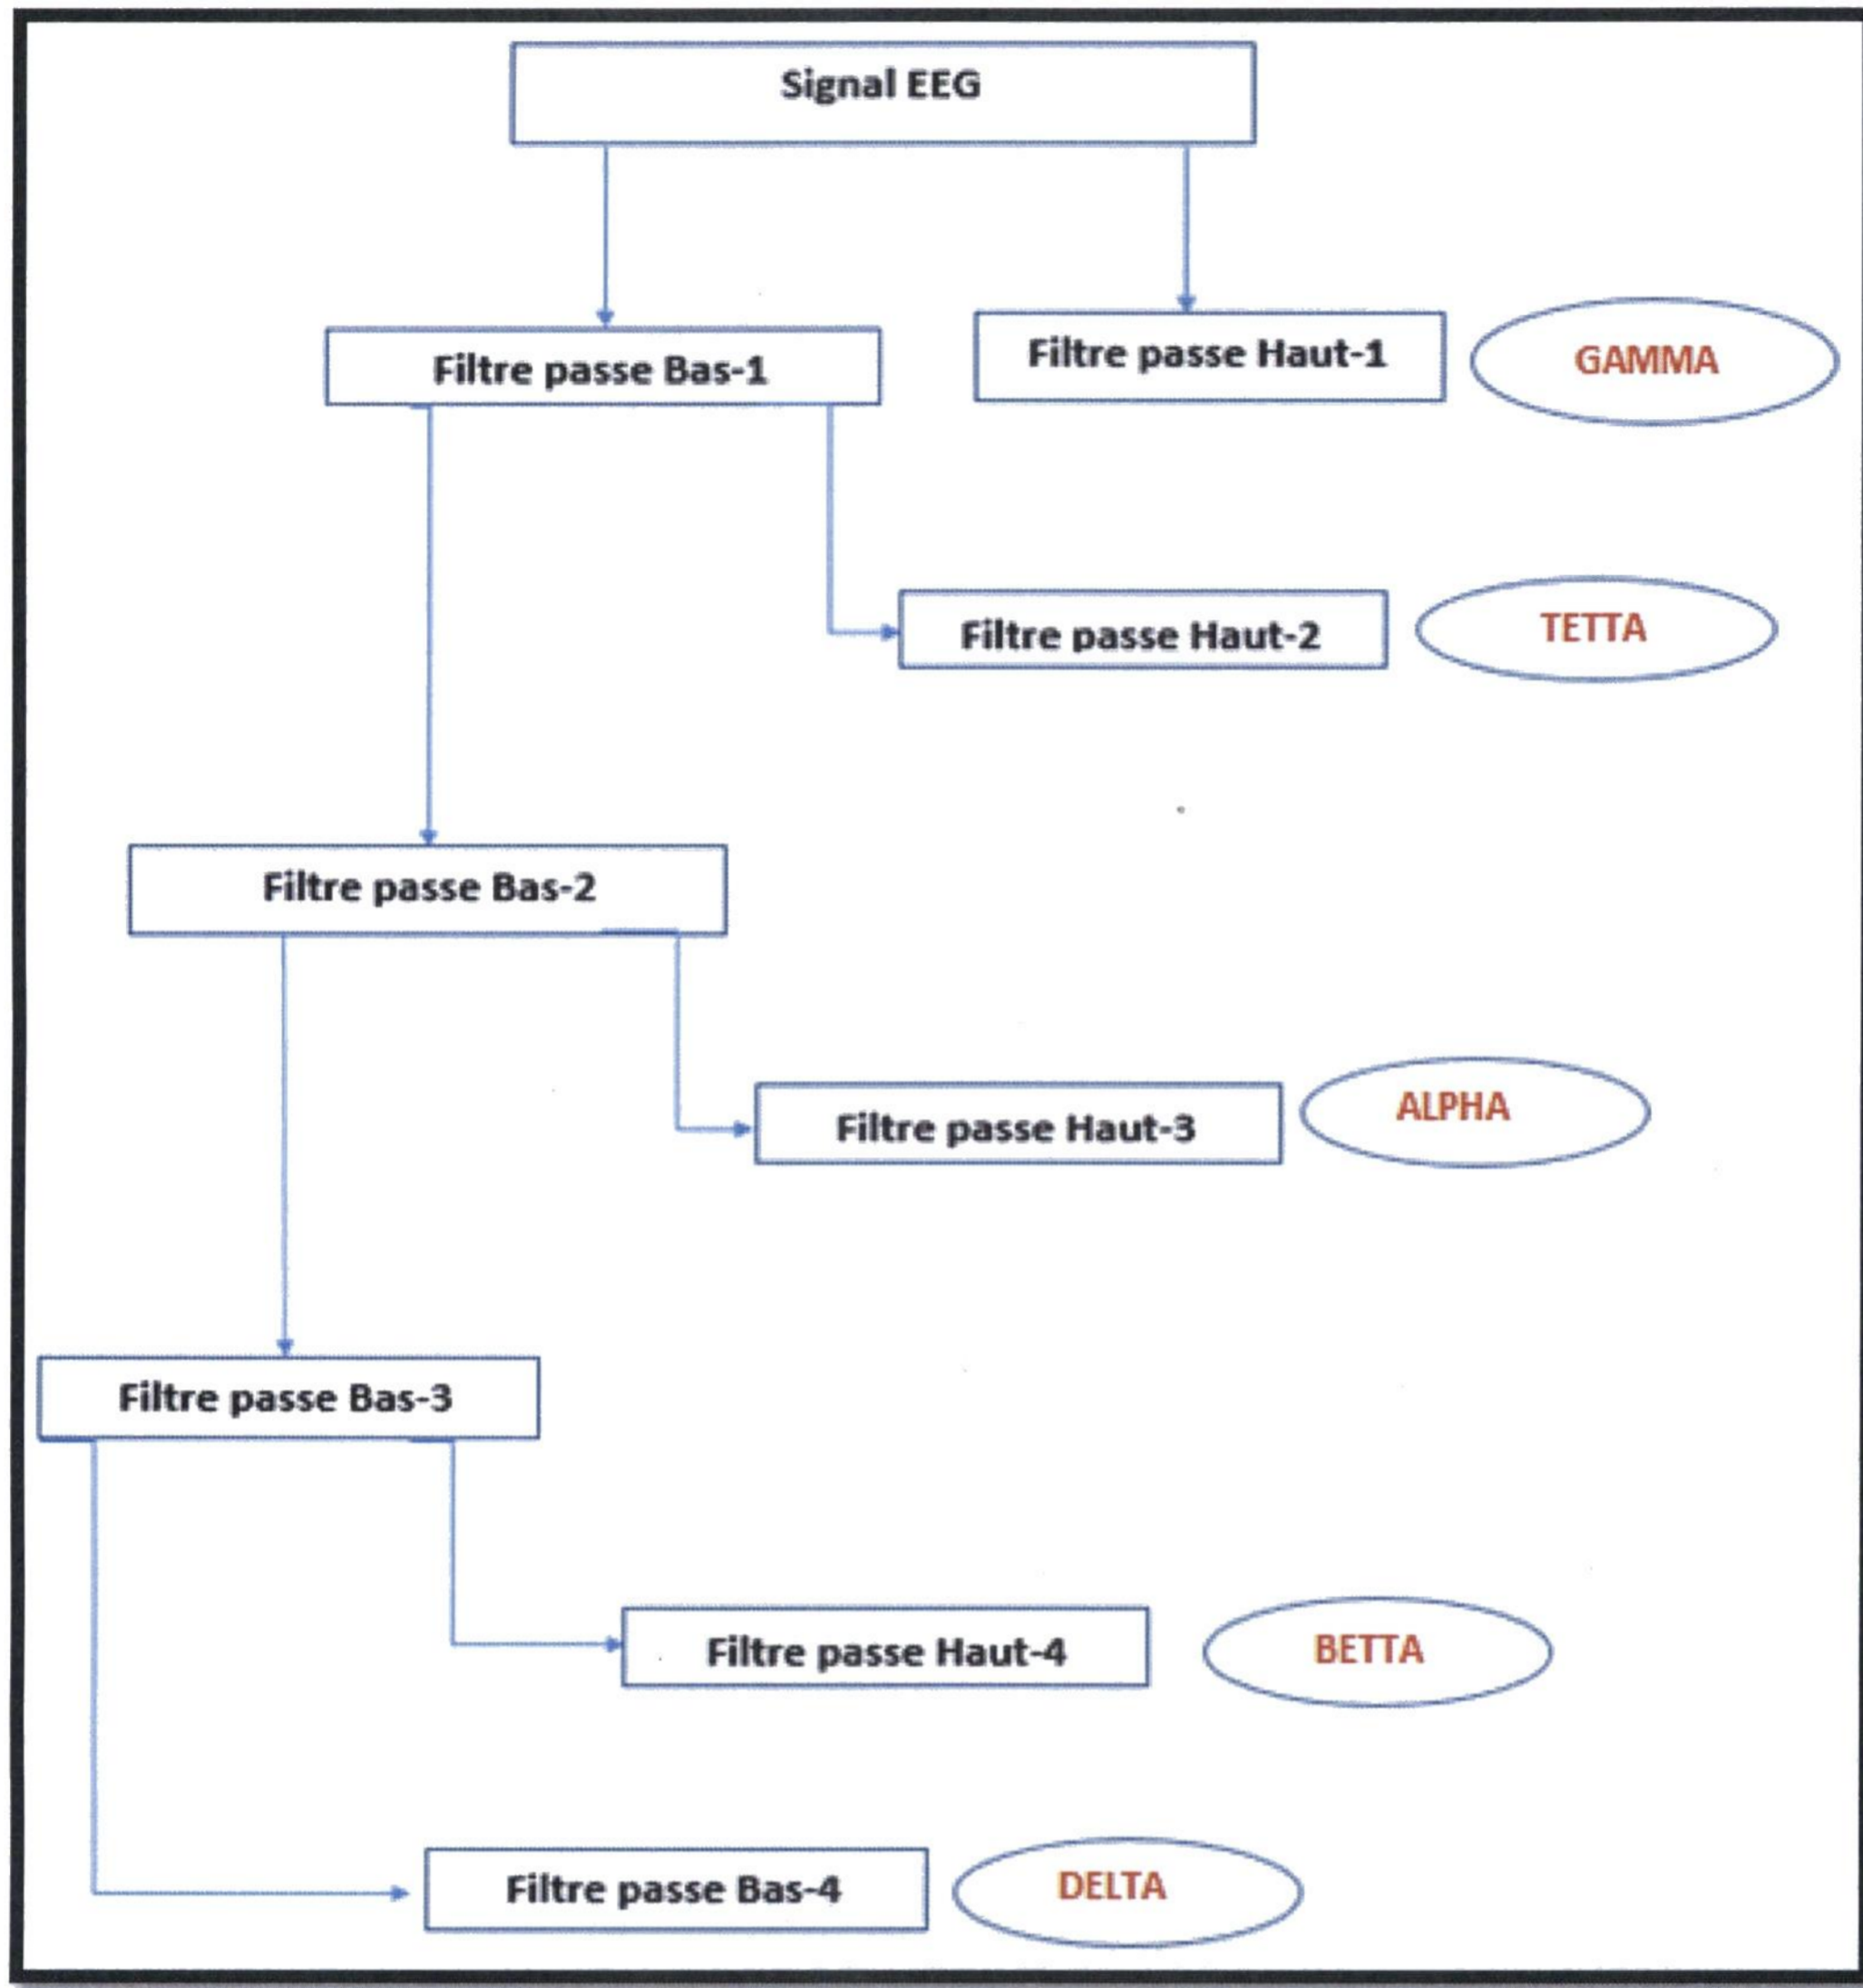 Signal EEG
Filtre passe Bas-1
Filtre passe Haut-1
GAMMA
Filtre passe Haut-2
TETTA
Filtre passe Bas-2
Filtre passe Haut-3
ALPHA
Filtre passe Bas-3
Filtre passe Haut-4
BETTA
Filtre passe Bas-4
DELTA